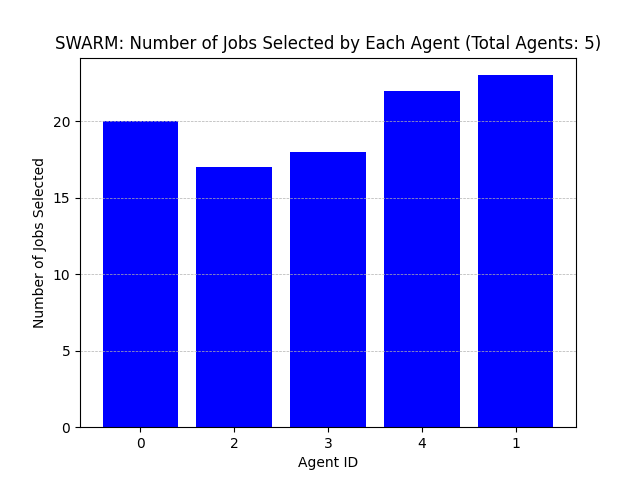 SWARM: Number of Jobs Selected by Each Agent (Total Agents: 5)
Number of Jobs Selected
20
15
10
5
0
0 2 3 4 1
Agent ID